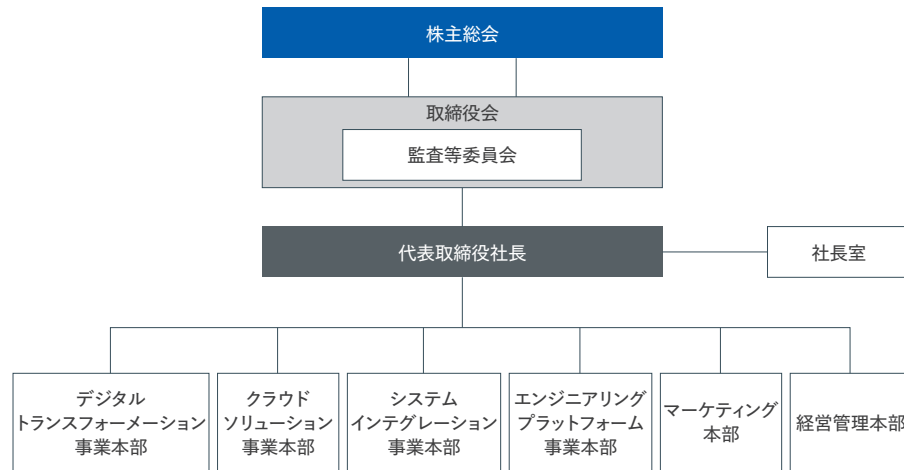 株主総会
取締役会
監査等委員会
代表取締役社長
社長室
デジタル
トランスフォーメーション
事業本部
クラウド
ソリューション
事業本部
システム
インテグレーション
事業本部
エンジニアリング
プラットフォーム
事業本部
マーケティング
本部
経営管理本部